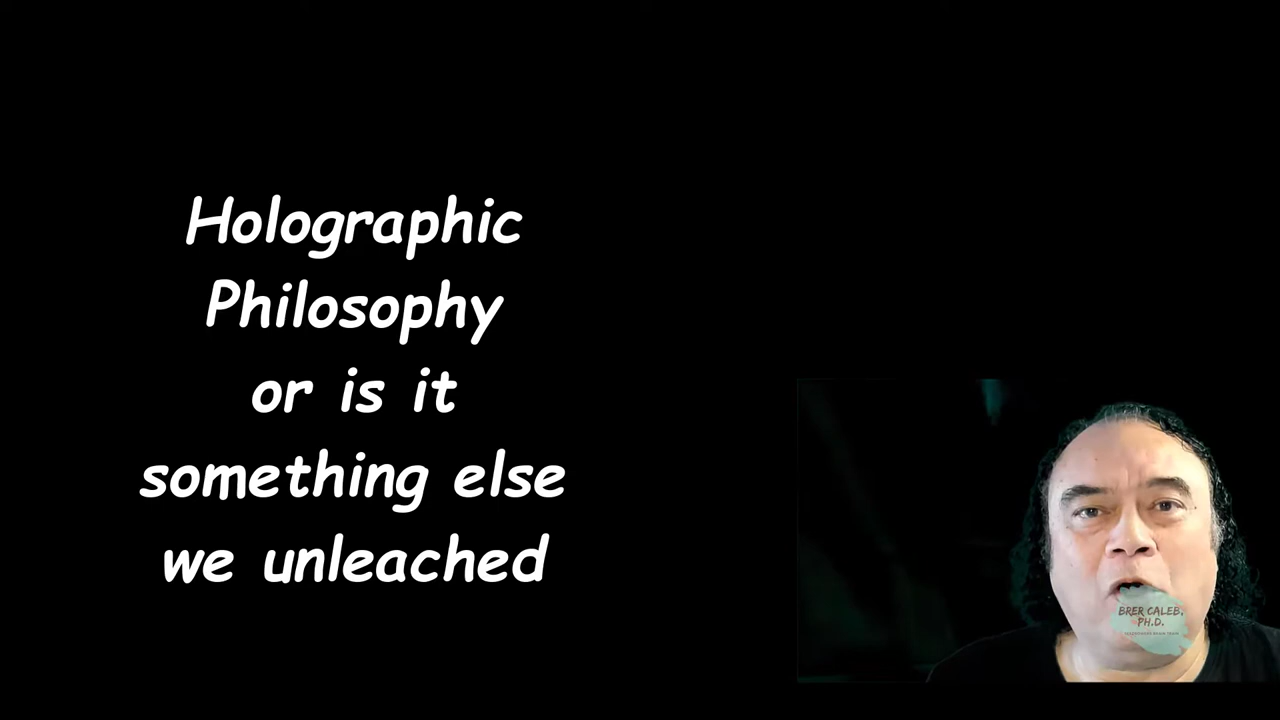 Holographic
Philosophy
or is it
something else
we unleached
BRER CALEB,
PH.D.